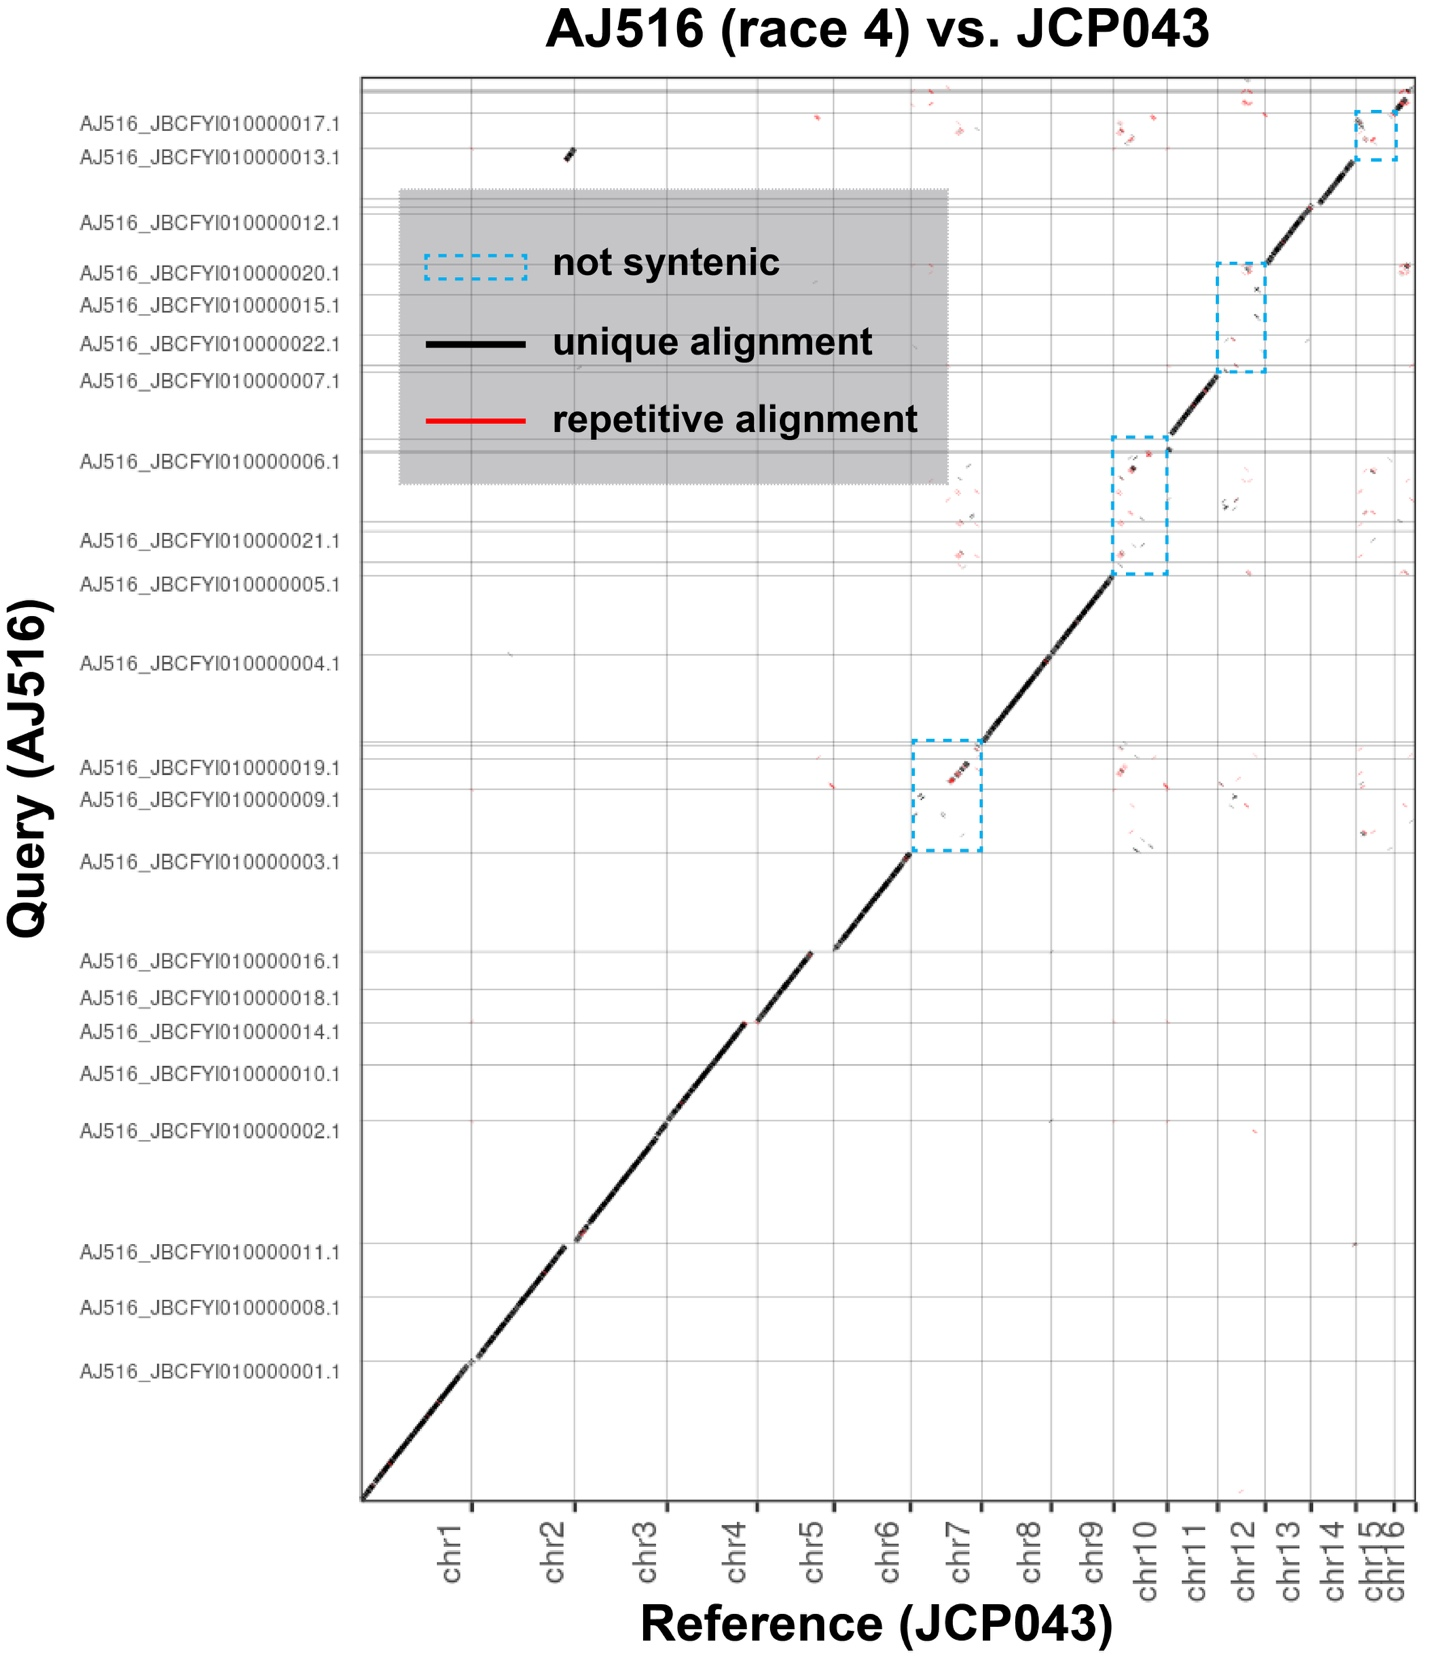 AJ516 (race 4) vs. JCP043
AJ516_JBCFYI010000017.1
AJ516_JBCFYI010000013.1
AJ516_JBCFYI010000012.1
AJ516_JBCFYI010000020.1
AJ516_JBCFYI010000015.1
AJ516_JBCFYI010000022.1
AJ516_JBCFYI010000007.1
AJ516_JBCFYI010000006.1
AJ516_JBCFYI010000021.1
AJ516_JBCFYI010000005.1
AJ516_JBCFYI010000004.1
AJ516_JBCFYI010000019.1
AJ516_JBCFYI010000009.1
AJ516_JBCFYI010000003.1
AJ516_JBCFYI010000016.1
AJ516_JBCFYI010000018.1
AJ516_JBCFYI010000014.1
AJ516_JBCFYI010000010.1
AJ516_JBCFYI010000002.1
AJ516_JBCFYI010000011.1
AJ516_JBCFYI010000008.1
AJ516_JBCFYI010000001.1
Query (AJ516)
not syntenic
unique alignment
repetitive alignment
chr1
chr2
chr3
chr4
chr5
chr6
chr7
chr8
chr9
chr10
chr11
chr12
chr13
chr14
chr15
chr16
Reference (JCP043)